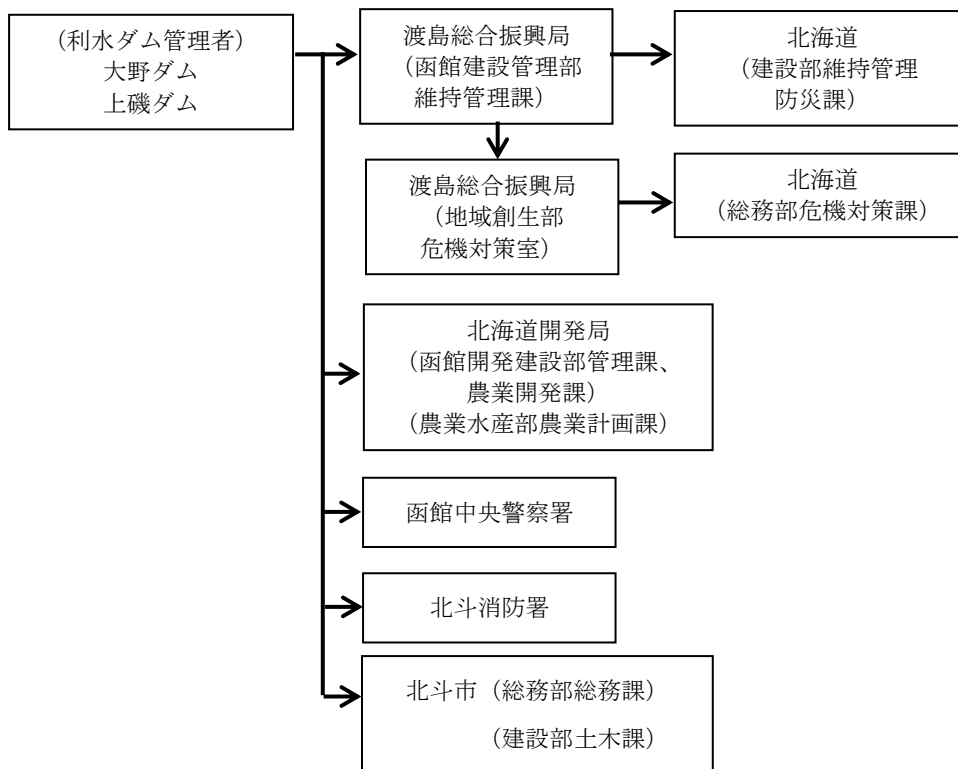 （利水ダム管理者）
大野ダム
上磯ダム
渡島総合振興局
（函館建設管理部
維持管理課）
北海道
（建設部維持管理
防災課）
渡島総合振興局
（地域創生部
危機対策室）
北海道
（総務部危機対策課）
北海道開発局
（函館開発建設部管理課、
農業開発課）
（農業水産部農業計画課）
函館中央警察署
北斗消防署
北斗市（総務部総務課）
（建設部土木課）